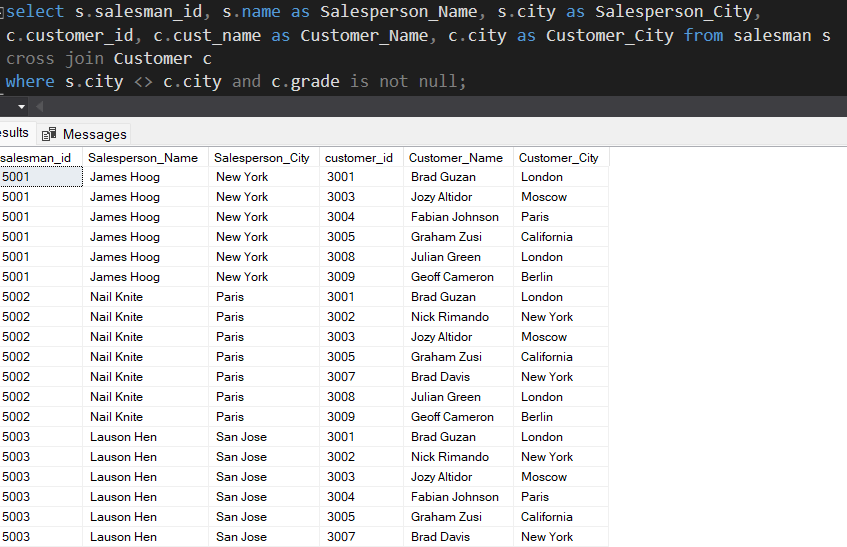 select s.salesman_id, s.name as Salesperson_Name, s.city as Salesperson_City,
c.customer_id, c.cust_name as Customer_Name, c.city as Customer_City from salesman s
cross join Customer c
where s.city <> c.city and c.grade is not null;
esults Messages
salesman_id Salesperson_Name Salesperson_City customer_id Customer_Name Customer_City
5001 James Hoog New York 3001 Brad Guzan London
5001 James Hoog New York 3003 Jozy Altidor Moscow
5001 James Hoog New York 3004 Fabian Johnson Paris
5001 James Hoog New York 3005 Graham Zusi California
5001 James Hoog New York 3008 Julian Green London
5001 James Hoog New York 3009 Geoff Cameron Berlin
5002 Nail Knite Paris 3001 Brad Guzan London
5002 Nail Knite Paris 3002 Nick Rimando New York
5002 Nail Knite Paris 3003 Jozy Altidor Moscow
5002 Nail Knite Paris 3005 Graham Zusi California
5002 Nail Knite Paris 3007 Brad Davis New York
5002 Nail Knite Paris 3008 Julian Green London
5002 Nail Knite Paris 3009 Geoff Cameron Berlin
5003 Lauson Hen San Jose 3001 Brad Guzan London
5003 Lauson Hen San Jose 3002 Nick Rimando New York
5003 Lauson Hen San Jose 3003 Jozy Altidor Moscow
5003 Lauson Hen San Jose 3004 Fabian Johnson Paris
5003 Lauson Hen San Jose 3005 Graham Zusi California
5003 Lauson Hen San Jose 3007 Brad Davis New York